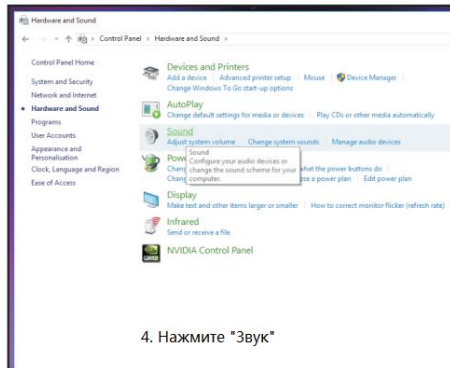 Hardware and Sound
Control Panel > Hardware and Sound >
Control Panel Home
System and Security
Network and Internet
Hardware and Sound
Programs
User Accounts
Appearance and
Personalisation
Clock, Language and Region
Ease of Access
Devices and Printers
Add a device | Advanced printer setup | Mouse | Device Manager
Change Windows To Go start-up options
AutoPlay
Change default settings for media or devices | Play CDs or other media automatically
Sound
Adjust system volume | Change system sounds | Manage audio devices
Sound
Configure your audio devices or
change the sound scheme for your
computer.
Pow
Chang what the power buttons do
Chang ose a power plan | Edit power plan
Display
Make text and other items larger or smaller | How to correct monitor flicker (refresh rate)
Infrared
Send or receive a file
NVIDIA Control Panel
4. Нажмите "Звук"